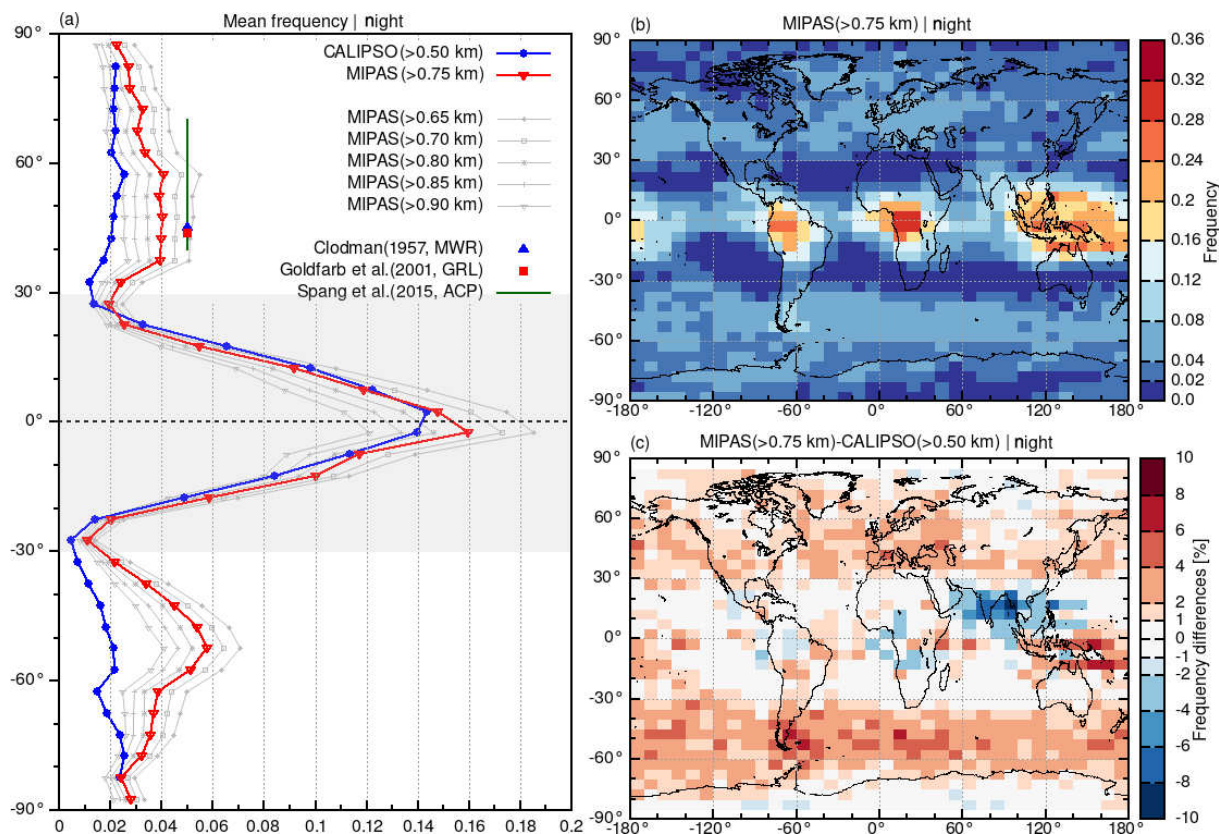 (a) Mean frequency | night
90°
60°
30°
0°
-30°
-60°
-90°
CALIPSO(>0.50 km)
MIPAS(>0.75 km)
MIPAS(>0.65 km)
MIPAS(>0.70 km)
MIPAS(>0.80 km)
MIPAS(>0.85 km)
MIPAS(>0.90 km)
Clodman(1957, MWR)
Goldfarb et al.(2001, GRL)
Spang et al.(2015, ACP)
0 0.02 0.04 0.06 0.08 0.1 0.12 0.14 0.16 0.18 0.2
(b) MIPAS(>0.75 km) | night
90°
60°
30°
0°
-30°
-60°
-90°
-180° -120° -60° 0° 60° 120° 180°
0.36
0.32
0.28
0.24
0.20
0.16
0.12
0.08
0.04
0.02
0.0
Frequency
(c) MIPAS(>0.75 km)-CALIPSO(>0.50 km) | night
90°
60°
30°
0°
-30°
-60°
-90°
-180° -120° -60° 0° 60° 120° 180°
10
8
6
4
2
1
0
-1
-2
-4
-6
-8
-10
Frequency differences [%]